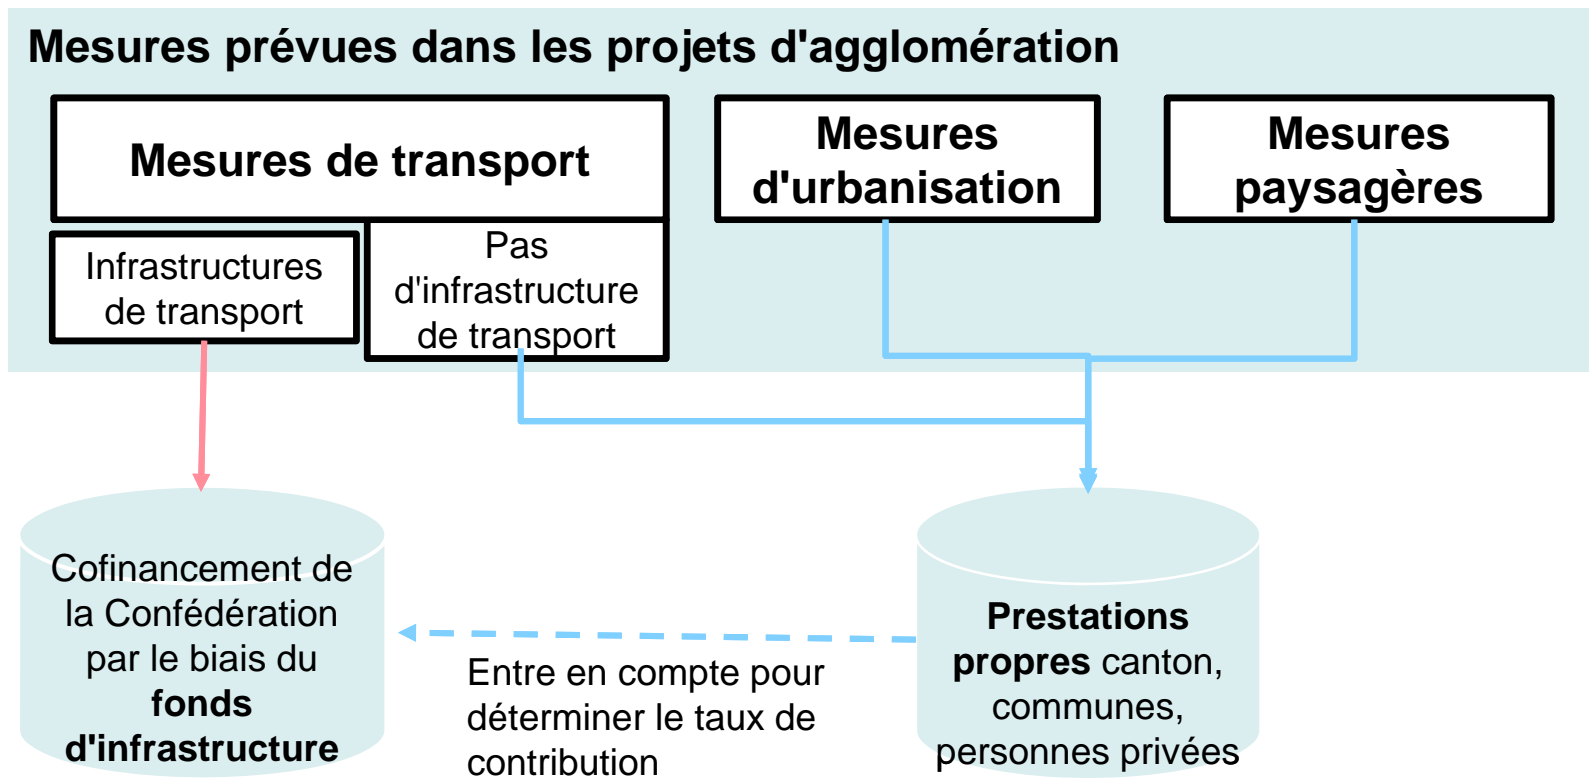 Mesures prévues dans les projets d'agglomération
Mesures de transport
Mesures
d'urbanisation
Mesures
paysagères
Infrastructures
de transport
Pas
d'infrastructure
de transport
Cofinancement de
la Confédération
par le biais du
fonds
d'infrastructure
Entre en compte pour
déterminer le taux de
contribution
Prestations
propres canton,
communes,
personnes privées